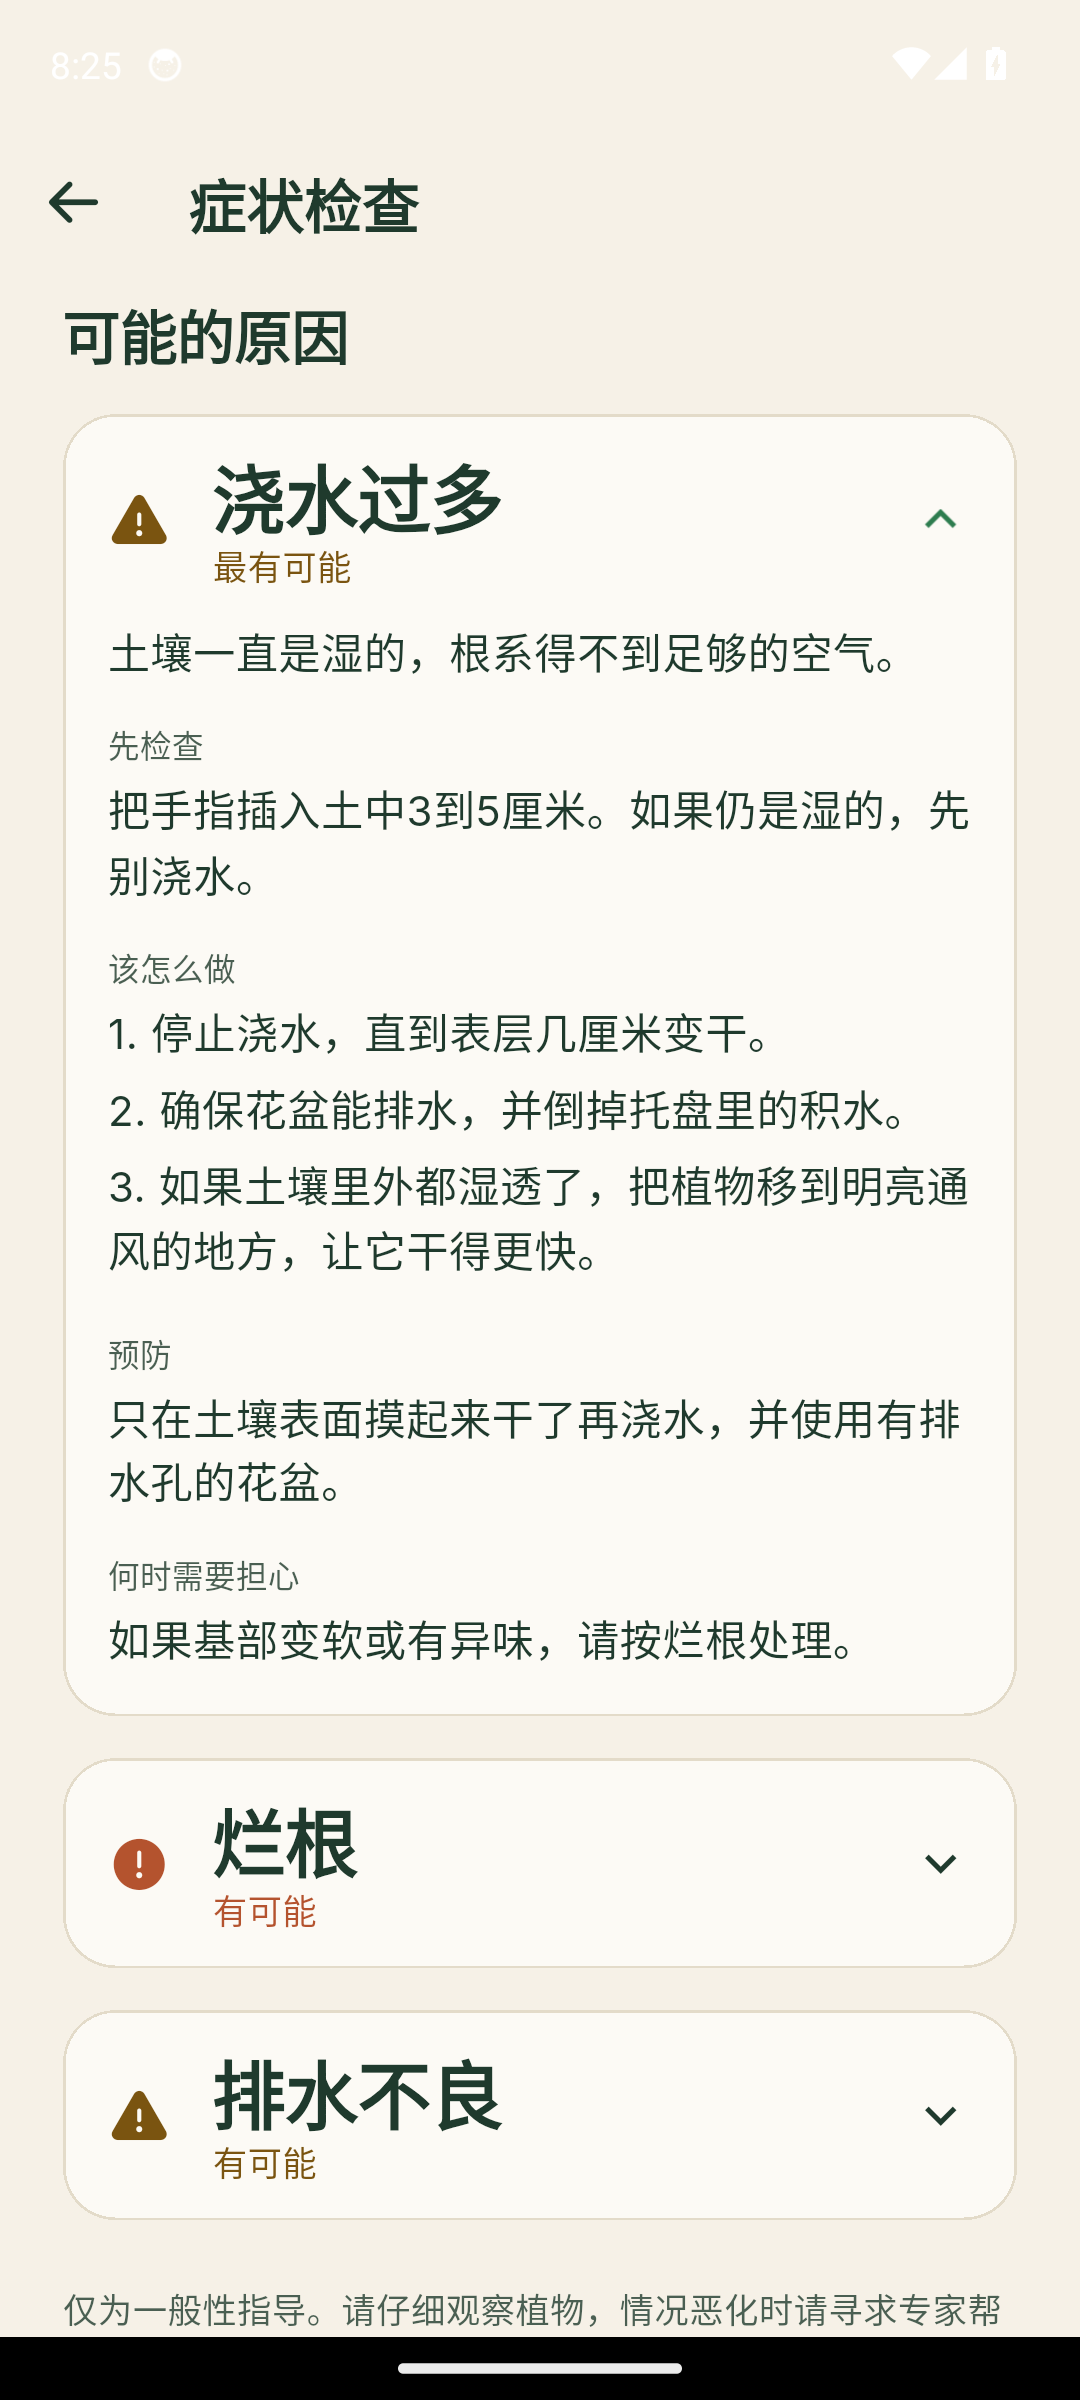 8:25
症状检查
可能的原因
浇水过多
最有可能
土壤一直是湿的，根系得不到足够的空气。
先检查
把手指插入土中3到5厘米。如果仍是湿的，先
别浇水。
该怎么做
1. 停止浇水，直到表层几厘米变干。
2. 确保花盆能排水，并倒掉托盘里的积水。
3. 如果土壤里外都湿透了，把植物移到明亮通
风的地方，让它干得更快。
预防
只在土壤表面摸起来干了再浇水，并使用有排
水孔的花盆。
何时需要担心
如果基部变软或有异味，请按烂根处理。
烂根
有可能
排水不良
有可能
仅为一般性指导。请仔细观察植物，情况恶化时请寻求专家帮